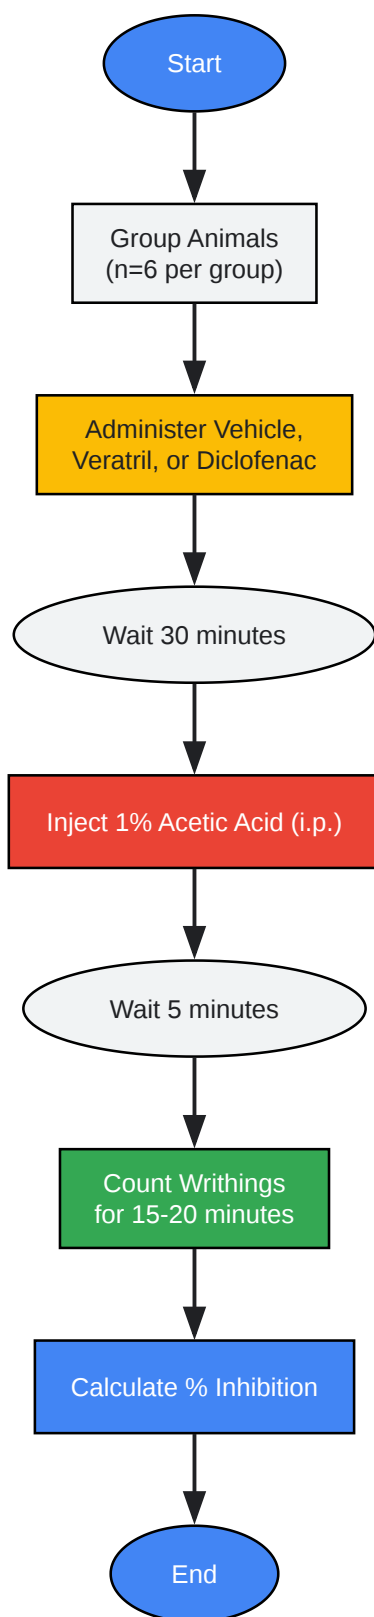 Start
Group Animals
(n=6 per group)
Administer Vehicle,
Veratril, or Diclofenac
Wait 30 minutes
Inject 1% Acetic Acid (i.p.)
Wait 5 minutes
Count Writhings
for 15-20 minutes
Calculate % Inhibition
End